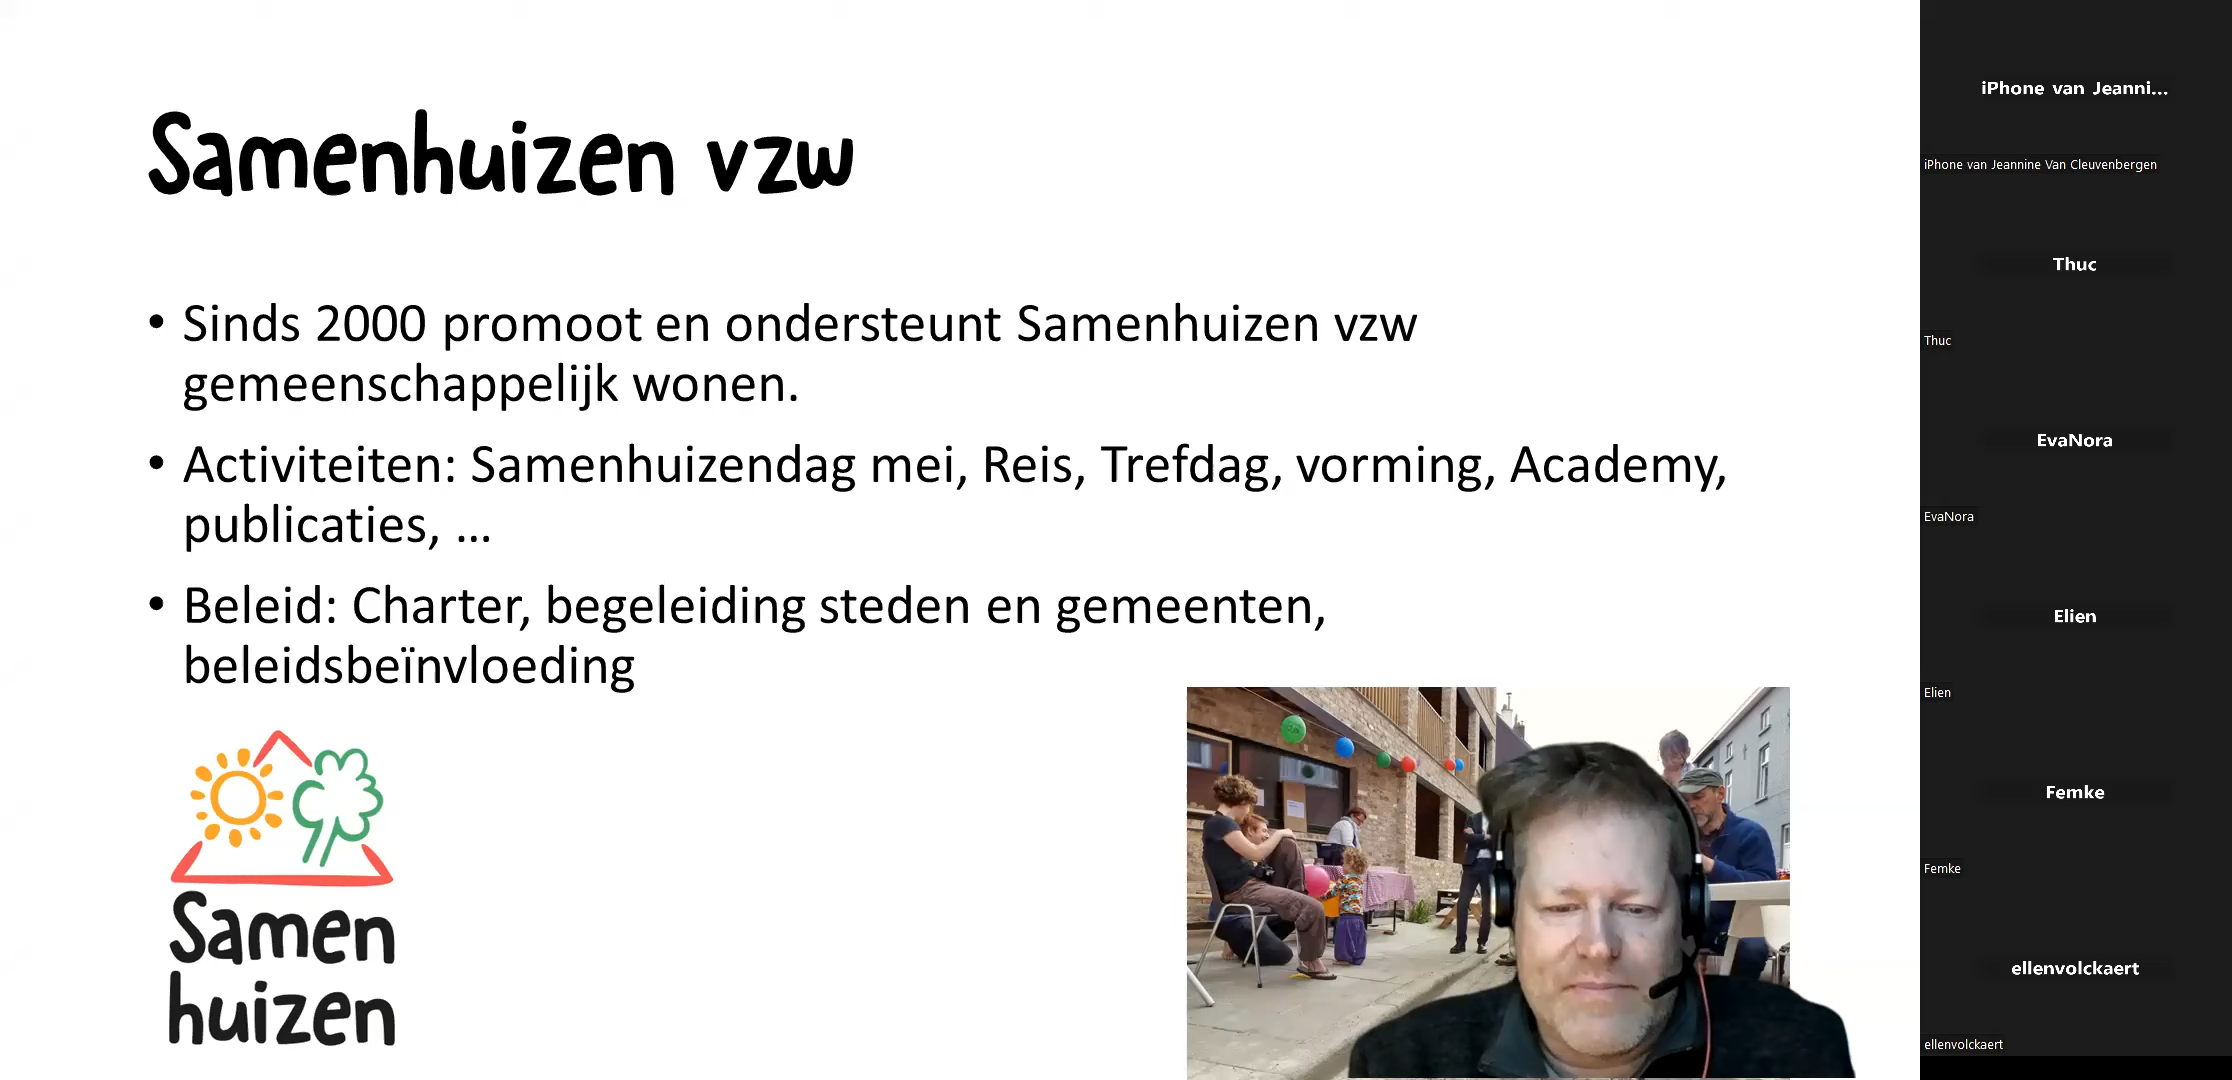 Samenhuizen vzw
• Sinds 2000 promoot en ondersteunt Samenhuizen vzw
gemeenschappelijk wonen.
• Activiteiten: Samenhuizendag mei, Reis, Trefdag, vorming, Academy,
publicaties, ...
• Beleid: Charter, begeleiding steden en gemeenten,
beleidsbeïnvloeding
Samen
huizen
iPhone van Jeanni...
iPhone van Jeannine Van Cleuvenbergen
Thuc
Thuc
EvaNora
EvaNora
Elien
Elien
Femke
Femke
ellenvolckaert
ellenvolckaert